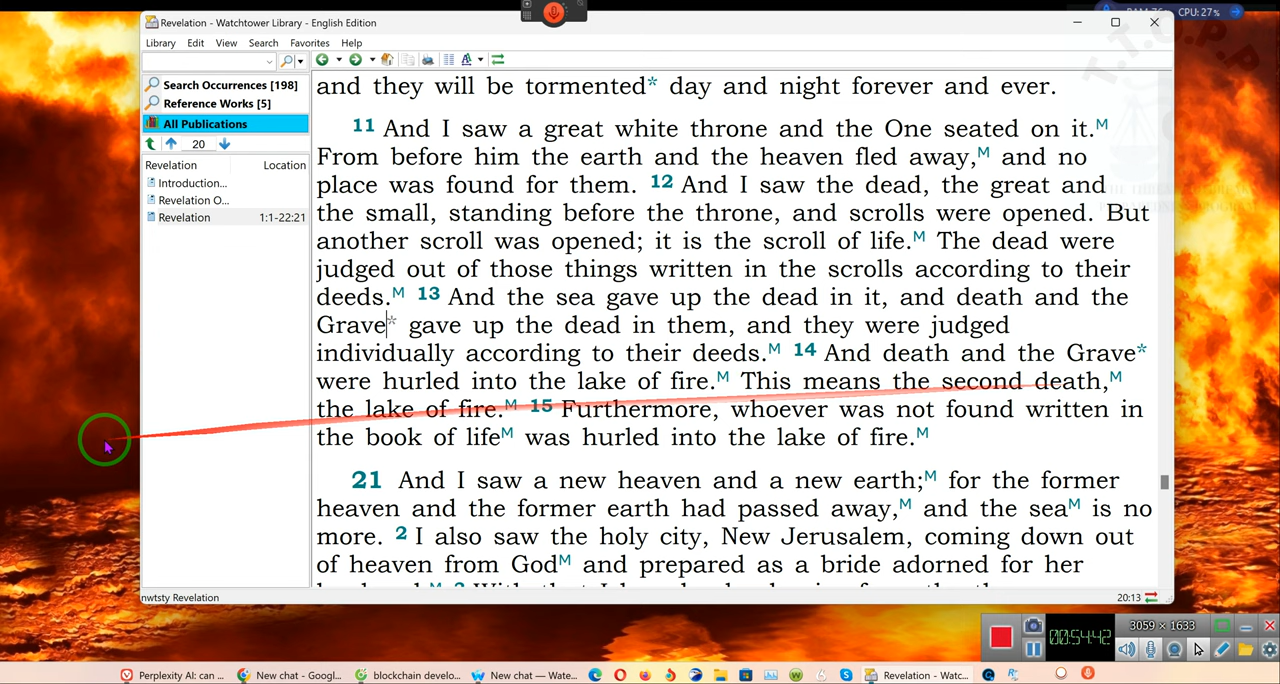 RAM: 76% CPU: 27%
Revelation - Watchtower Library - English Edition
T.T.O.P.P
Library Edit View Search Favorites Help
Search Occurrences [198]
Reference Works [5]
All Publications
20
Revelation Location
Introduction...
Revelation O...
Revelation 1:1-22:21
and they will be tormented* day and night forever and ever.
11 And I saw a great white throne and the One seated on it.M
From before him the earth and the heaven fled away,M and no
place was found for them. 12 And I saw the dead, the great and
the small, standing before the throne, and scrolls were opened. But
another scroll was opened; it is the scroll of life.M The dead were
judged out of those things written in the scrolls according to their
deeds.M 13 And the sea gave up the dead in it, and death and the
Grave* gave up the dead in them, and they were judged
individually according to their deeds.M 14 And death and the Grave*
were hurled into the lake of fire.M This means the second death,M
the lake of fire.M 15 Furthermore, whoever was not found written in
the book of lifeM was hurled into the lake of fire.M
21 And I saw a new heaven and a new earth;M for the former
heaven and the former earth had passed away,M and the seaM is no
more. 2 I also saw the holy city, New Jerusalem, coming down out
of heaven from GodM and prepared as a bride adorned for her
nwtsty Revelation 20:13
00:54:42 3059 × 1633
Perplexity AI: can ... New chat - Googl... blockchain develo... New chat — Wate... Revelation - Watc...